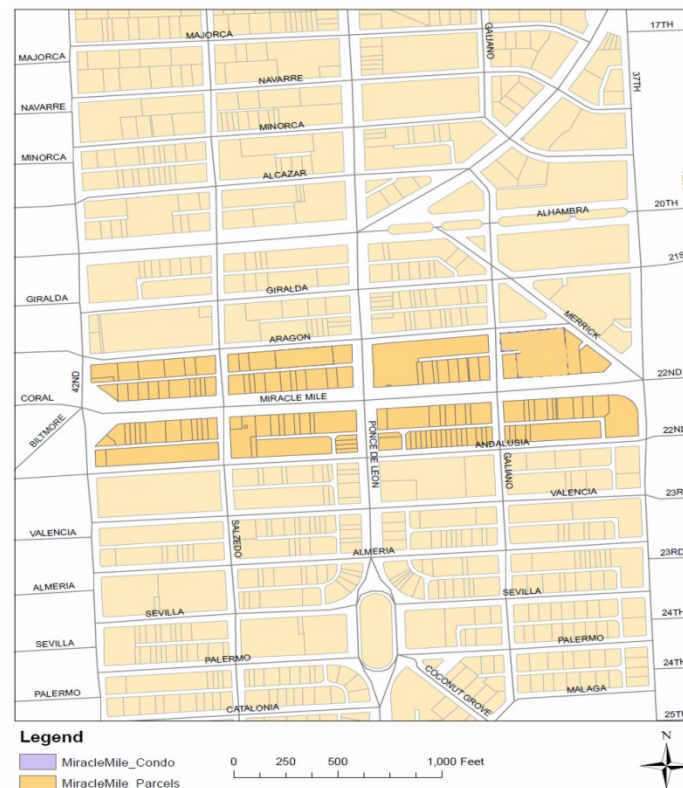 MAJORCA
17TH
GALIANO
MAJORCA
37TH
NAVARRE
NAVARRE
MINORCA
MINORCA
ALCAZAR
20TH
ALHAMBRA
21S
GIRALDA
GIRALDA
MERRICK
ARAGON
42ND
22ND
CORAL
MIRACLE MILE
BILTMORE
PONCE DE LEON
22ND
ANDALUSIA
GALIANO
VALENCIA
23R
VALENCIA
SALZEDO
ALMERIA
23RD
ALMERIA
SEVILLA
SEVILLA
24TH
SEVILLA
PALERMO
PALERMO
24TH
COCONUT GROVE
PALERMO
MALAGA
CATALONIA
25TH
Legend
MiracleMile_Condo
MiracleMile_Parcels
0 250 500 1,000 Feet
N